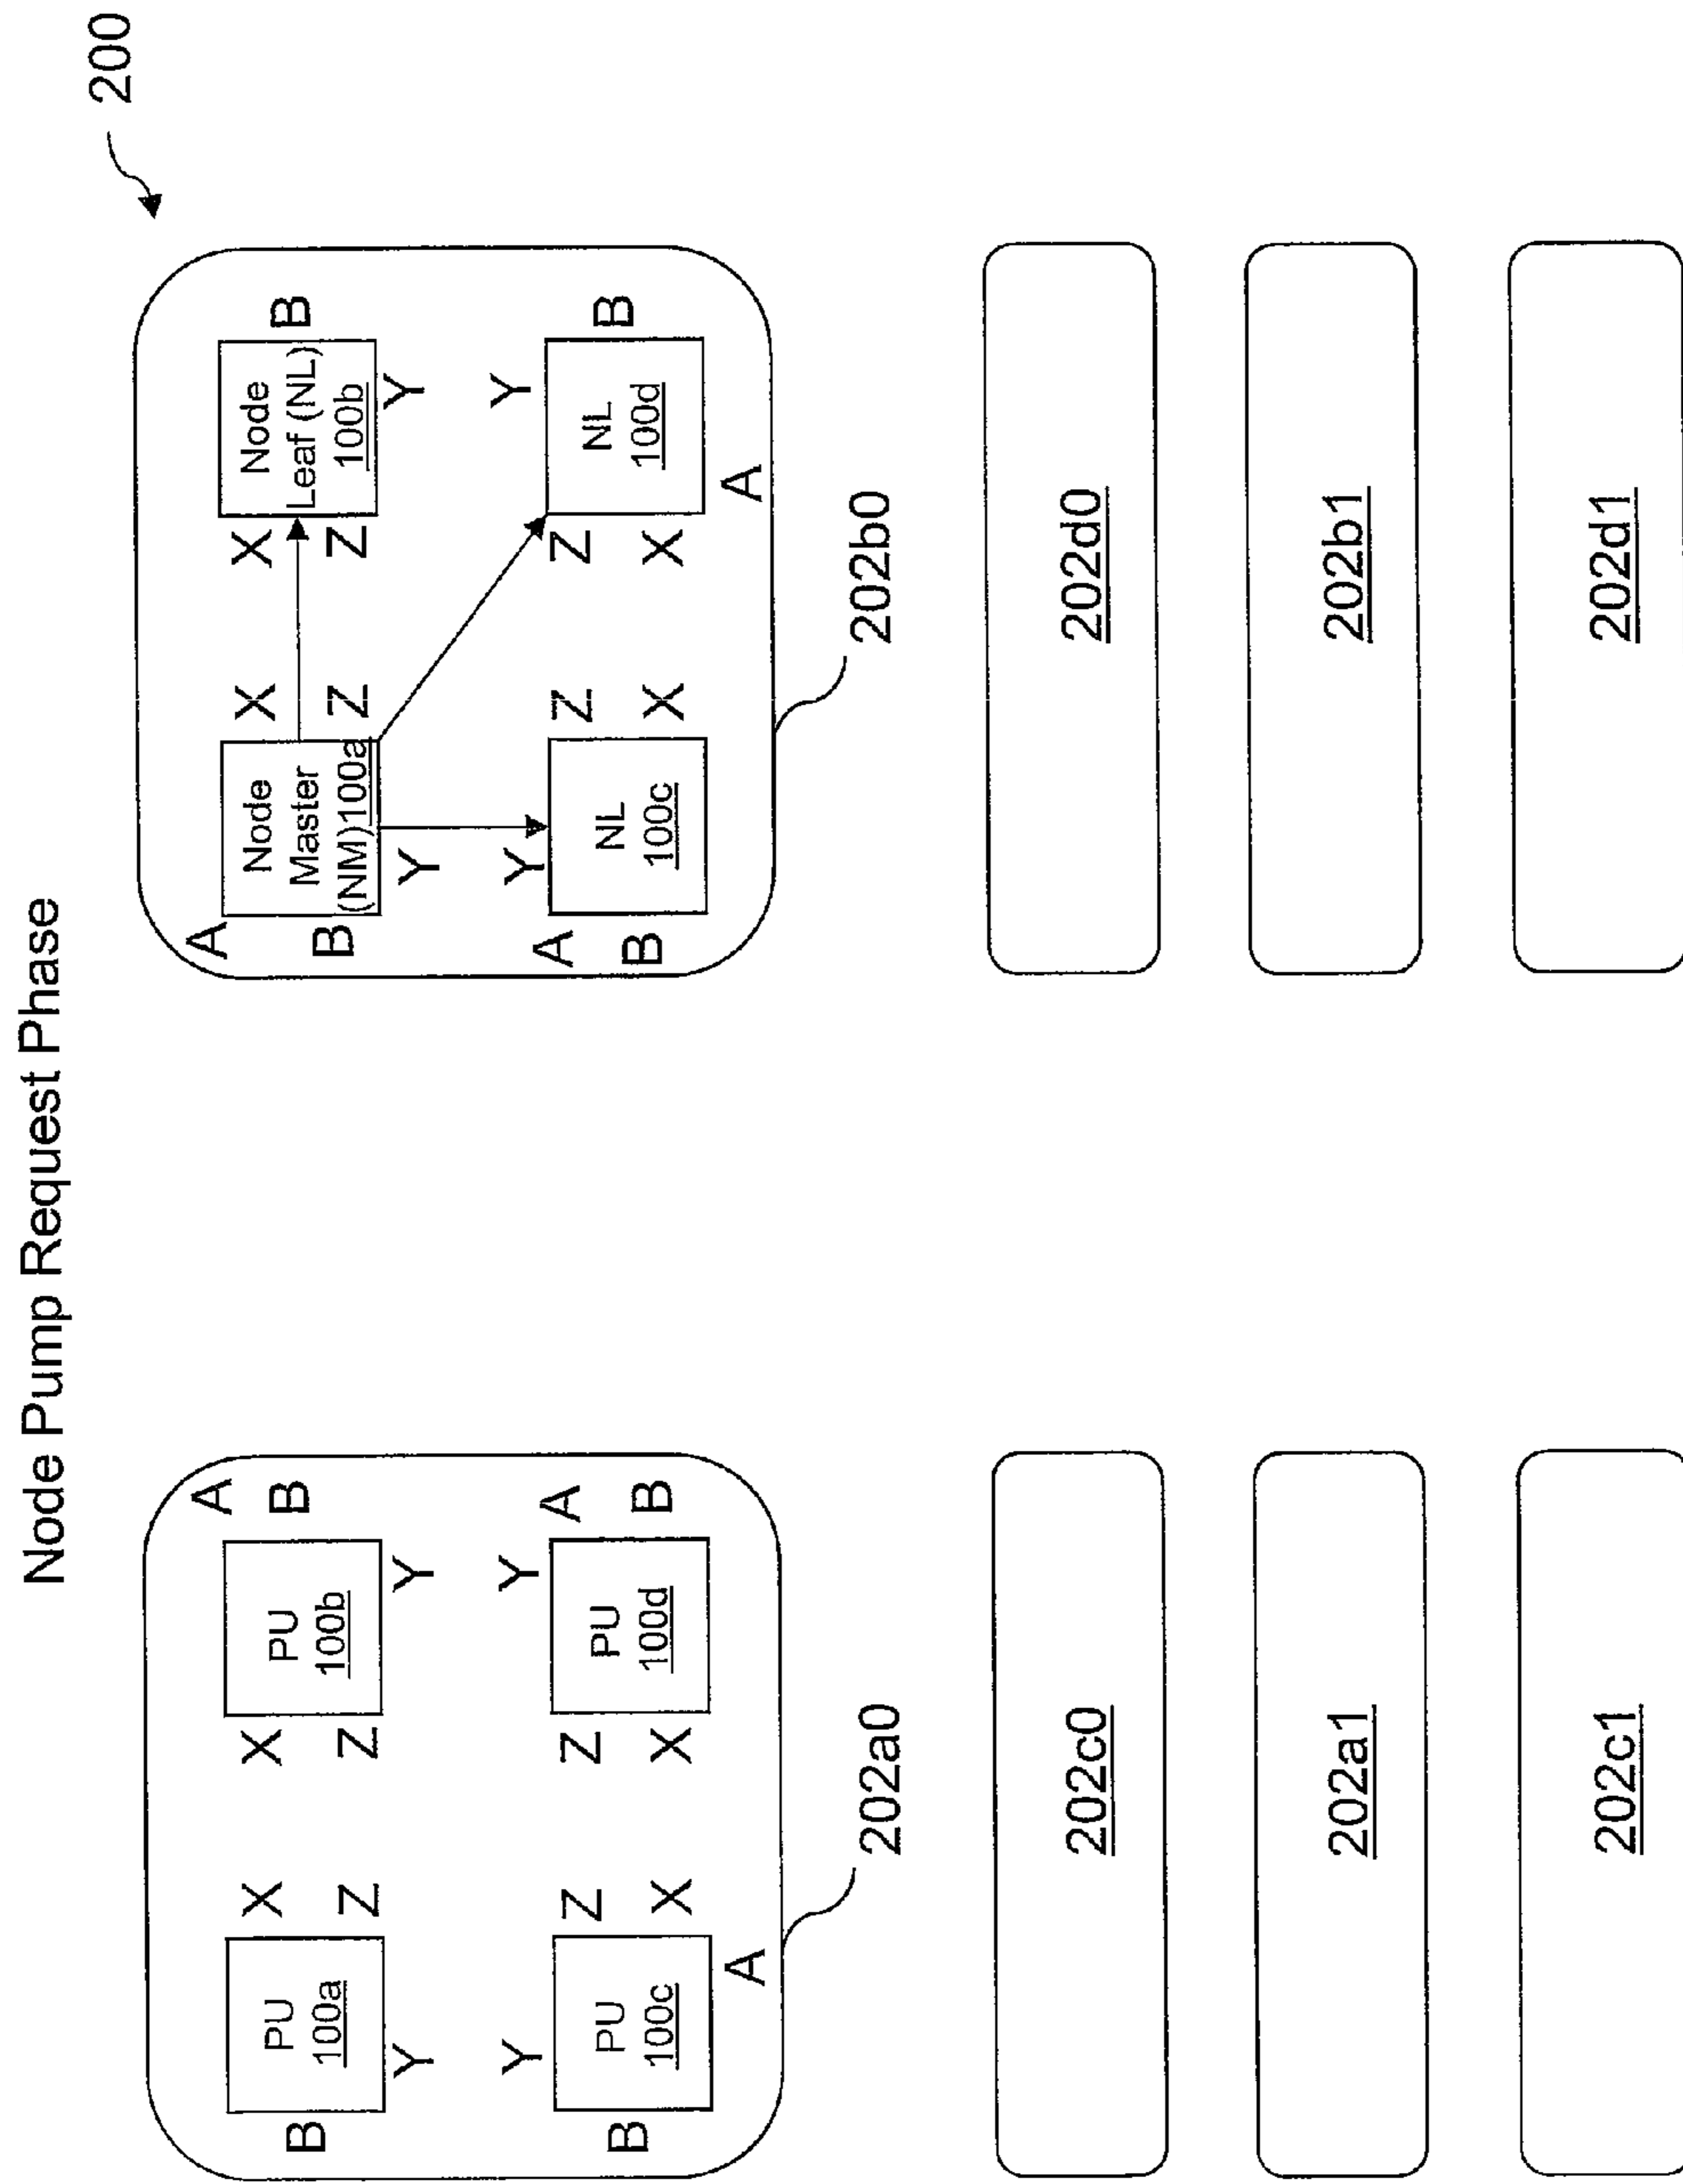 Node Pump Request Phase
200
A
B
PU
100a
X
X
PU
100b
B
Z
Z
Y
Y
Y
Y
A
B
PU
100c
Z
Z
PU
100d
B
X
X
A
202a0
A
B
Node
Master
(NM)100a
X
X
Node
Leaf (NL)
100b
B
Z
Z
Y
Y
Y
Y
A
B
NL
100c
Z
Z
NL
100d
B
X
X
A
202b0
202c0
202d0
202a1
202b1
202c1
202d1